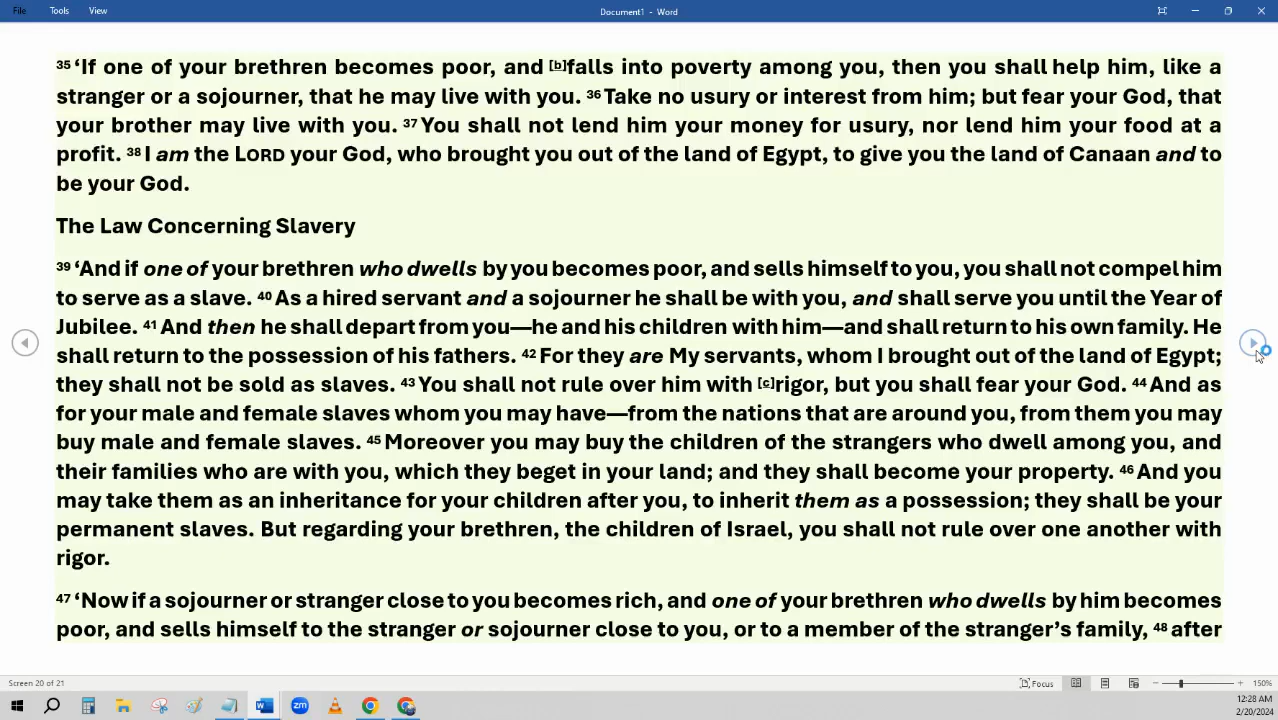 File Tools View Document1 - Word
35 ‘If one of your brethren becomes poor, and [b]falls into poverty among you, then you shall help him, like a
stranger or a sojourner, that he may live with you. 36 Take no usury or interest from him; but fear your God, that
your brother may live with you. 37 You shall not lend him your money for usury, nor lend him your food at a
profit. 38 I am the LORD your God, who brought you out of the land of Egypt, to give you the land of Canaan and to
be your God.
The Law Concerning Slavery
39 ‘And if one of your brethren who dwells by you becomes poor, and sells himself to you, you shall not compel him
to serve as a slave. 40 As a hired servant and a sojourner he shall be with you, and shall serve you until the Year of
Jubilee. 41 And then he shall depart from you—he and his children with him—and shall return to his own family. He
shall return to the possession of his fathers. 42 For they are My servants, whom I brought out of the land of Egypt;
they shall not be sold as slaves. 43 You shall not rule over him with [c]rigor, but you shall fear your God. 44 And as
for your male and female slaves whom you may have—from the nations that are around you, from them you may
buy male and female slaves. 45 Moreover you may buy the children of the strangers who dwell among you, and
their families who are with you, which they beget in your land; and they shall become your property. 46 And you
may take them as an inheritance for your children after you, to inherit them as a possession; they shall be your
permanent slaves. But regarding your brethren, the children of Israel, you shall not rule over one another with
rigor.
47 ‘Now if a sojourner or stranger close to you becomes rich, and one of your brethren who dwells by him becomes
poor, and sells himself to the stranger or sojourner close to you, or to a member of the stranger’s family, 48 after
Screen 20 of 21 Focus 150%
zm
12:28 AM
2/20/2024